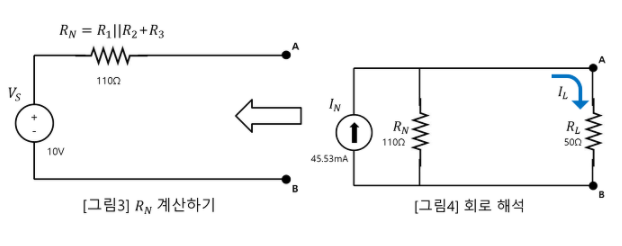 R_N = R_1||R_2+R_3
A
110Ω
V_S
+
-
10V
B
[그림3] R_N 계산하기
A
I_L
I_N
R_N
110Ω
R_L
50Ω
45.53mA
B
[그림4] 회로 해석